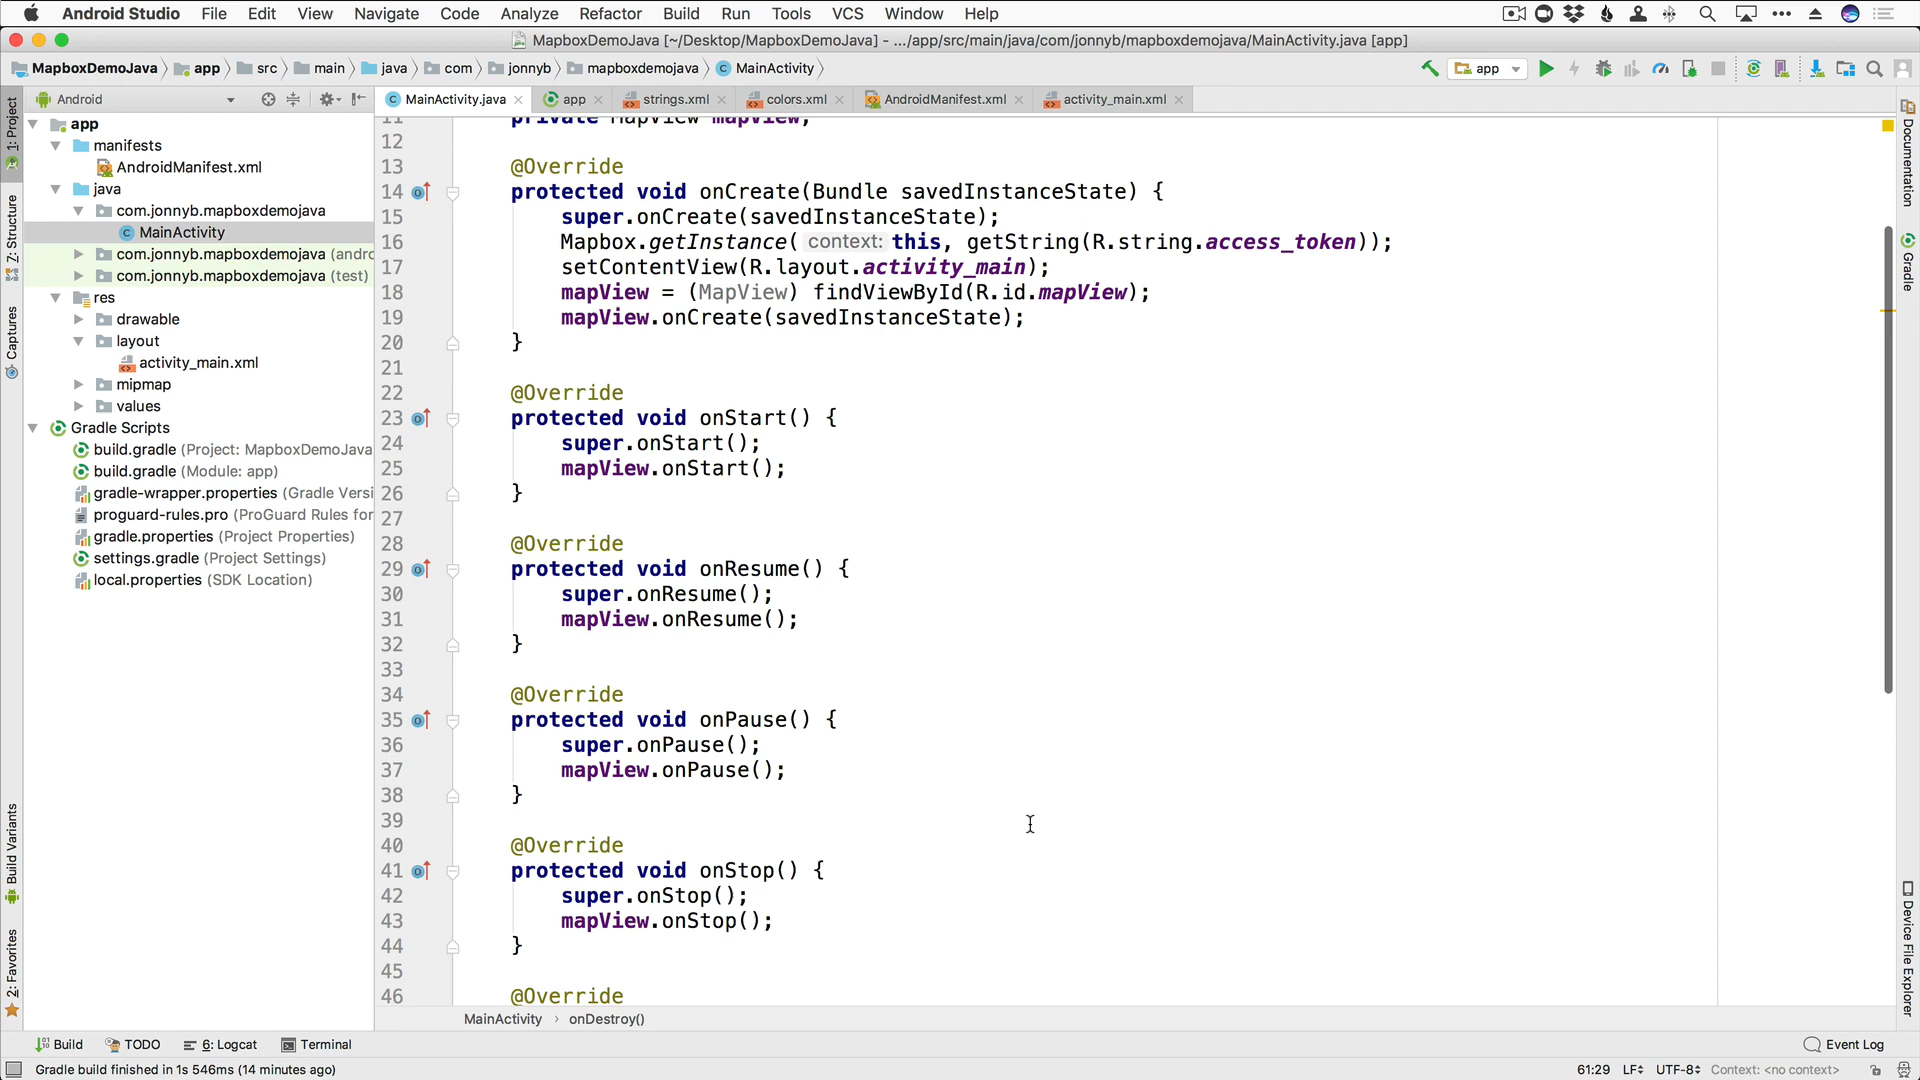 Android Studio File Edit View Navigate Code Analyze Refactor Build Run Tools VCS Window Help
MapboxDemoJava [~/Desktop/MapboxDemoJava] - .../app/src/main/java/com/jonnyb/mapboxdemojava/MainActivity.java [app]
MapboxDemoJava app src main java com jonnyb mapboxdemojava MainActivity app
Android
MainActivity.java app strings.xml colors.xml AndroidManifest.xml activity_main.xml
1: Project
Z: Structure
Captures
Build Variants
2: Favorites
app
manifests
AndroidManifest.xml
java
com.jonnyb.mapboxdemojava
MainActivity
com.jonnyb.mapboxdemojava (andro
com.jonnyb.mapboxdemojava (test)
res
drawable
layout
activity_main.xml
mipmap
values
Gradle Scripts
build.gradle (Project: MapboxDemoJava
build.gradle (Module: app)
gradle-wrapper.properties (Gradle Versi
proguard-rules.pro (ProGuard Rules for
gradle.properties (Project Properties)
settings.gradle (Project Settings)
local.properties (SDK Location)
11 private MapView mapView;
12
13 @Override
14 protected void onCreate(Bundle savedInstanceState) {
15 super.onCreate(savedInstanceState);
16 Mapbox.getInstance( context: this, getString(R.string.access_token));
17 setContentView(R.layout.activity_main);
18 mapView = (MapView) findViewById(R.id.mapView);
19 mapView.onCreate(savedInstanceState);
20 }
21
22 @Override
23 protected void onStart() {
24 super.onStart();
25 mapView.onStart();
26 }
27
28 @Override
29 protected void onResume() {
30 super.onResume();
31 mapView.onResume();
32 }
33
34 @Override
35 protected void onPause() {
36 super.onPause();
37 mapView.onPause();
38 }
39
40 @Override
41 protected void onStop() {
42 super.onStop();
43 mapView.onStop();
44 }
45
46 @Override
MainActivity › onDestroy()
Documentation
Gradle
Device File Explorer
Build TODO 6: Logcat Terminal Event Log
Gradle build finished in 1s 546ms (14 minutes ago) 61:29 LF UTF-8 Context: <no context>